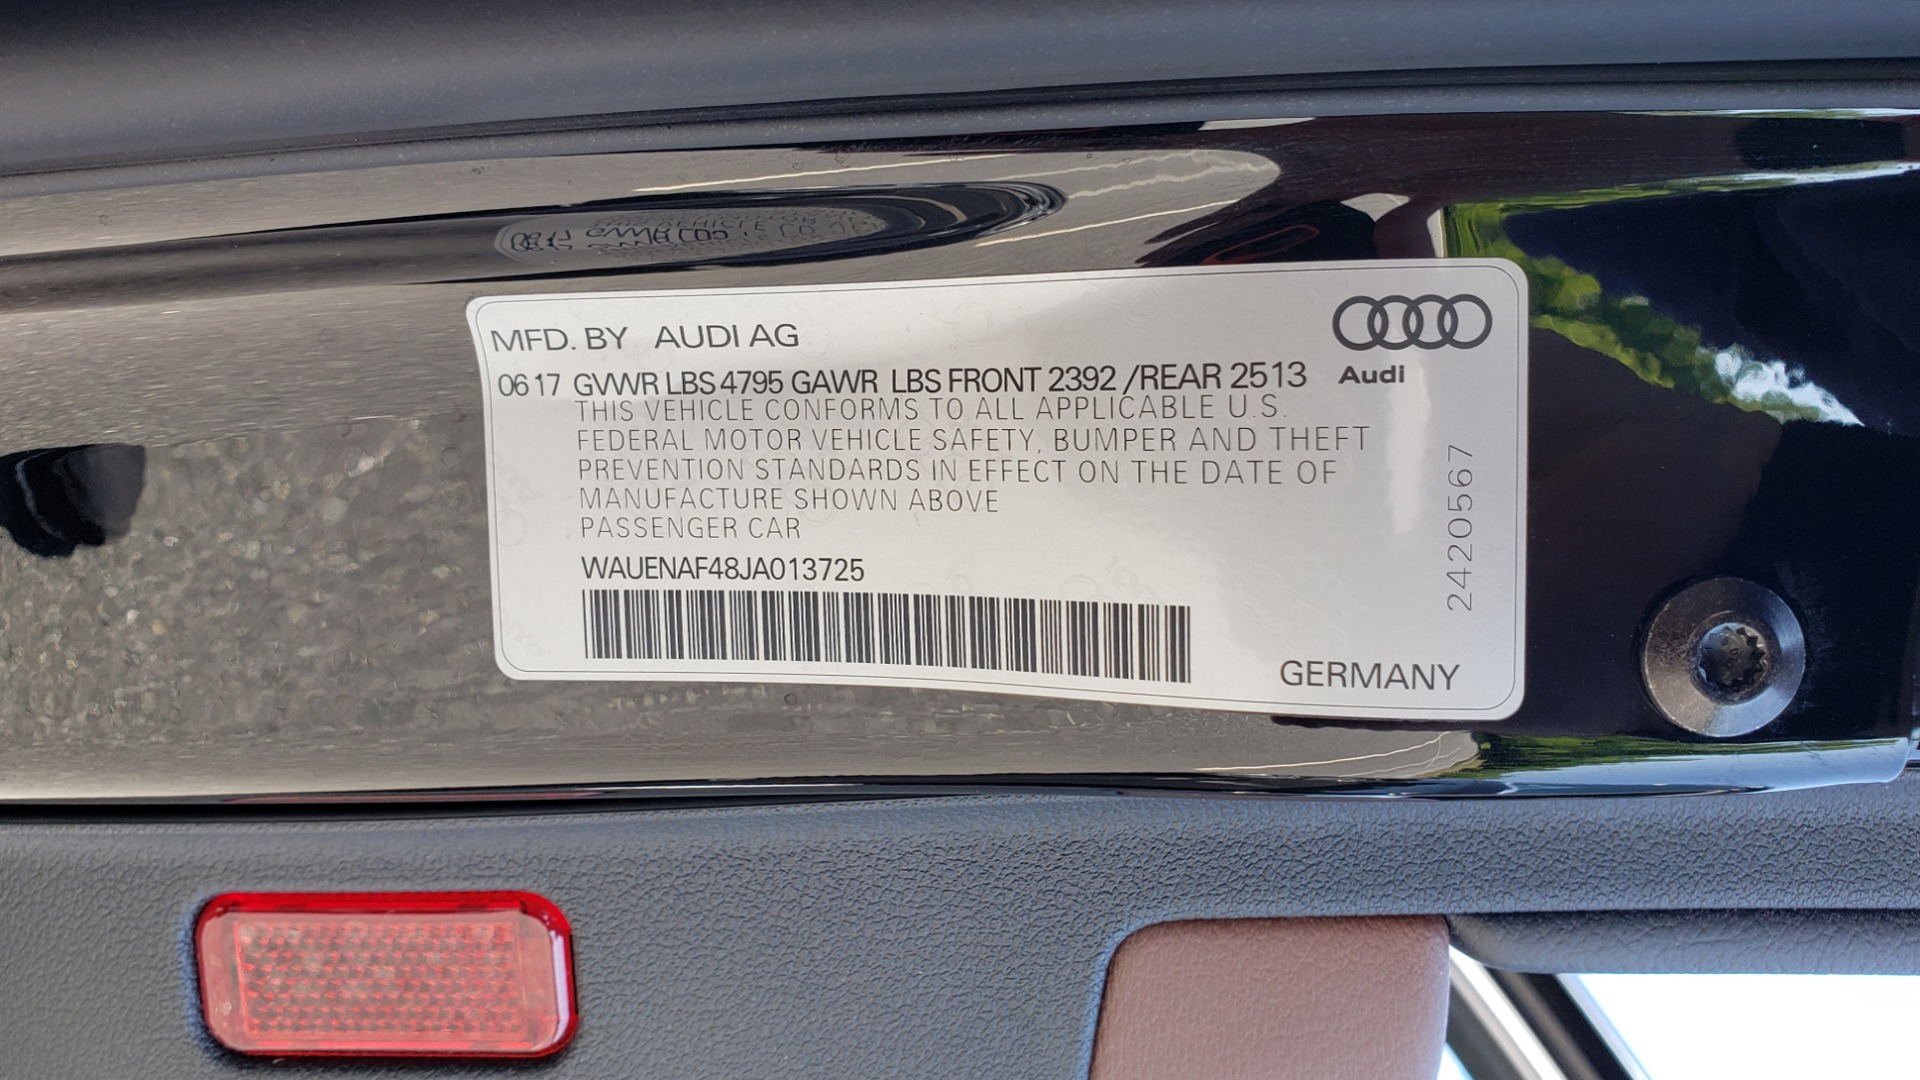 MFD. BY AUDI AG
06 17 GVWR LBS 4795 GAWR LBS FRONT 2392 /REAR 2513
Audi
THIS VEHICLE CONFORMS TO ALL APPLICABLE U.S.
FEDERAL MOTOR VEHICLE SAFETY, BUMPER AND THEFT
PREVENTION STANDARDS IN EFFECT ON THE DATE OF
MANUFACTURE SHOWN ABOVE
PASSENGER CAR
WAUENAF48JA013725
2420567
GERMANY